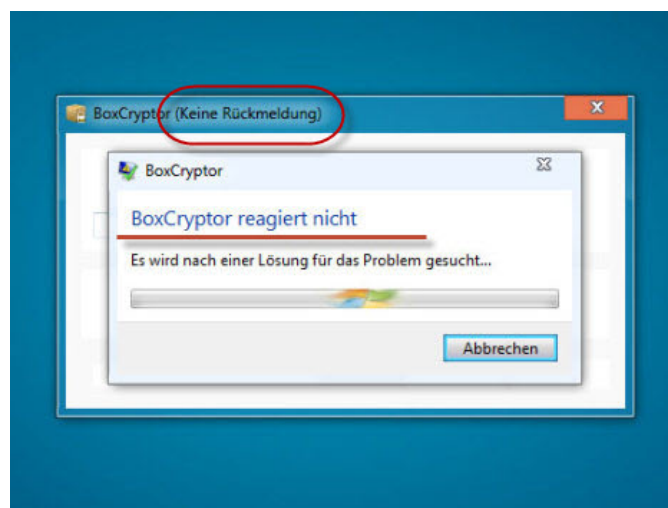 BoxCryptor (Keine Rückmeldung)
BoxCryptor
BoxCryptor reagiert nicht
Es wird nach einer Lösung für das Problem gesucht...
Abbrechen